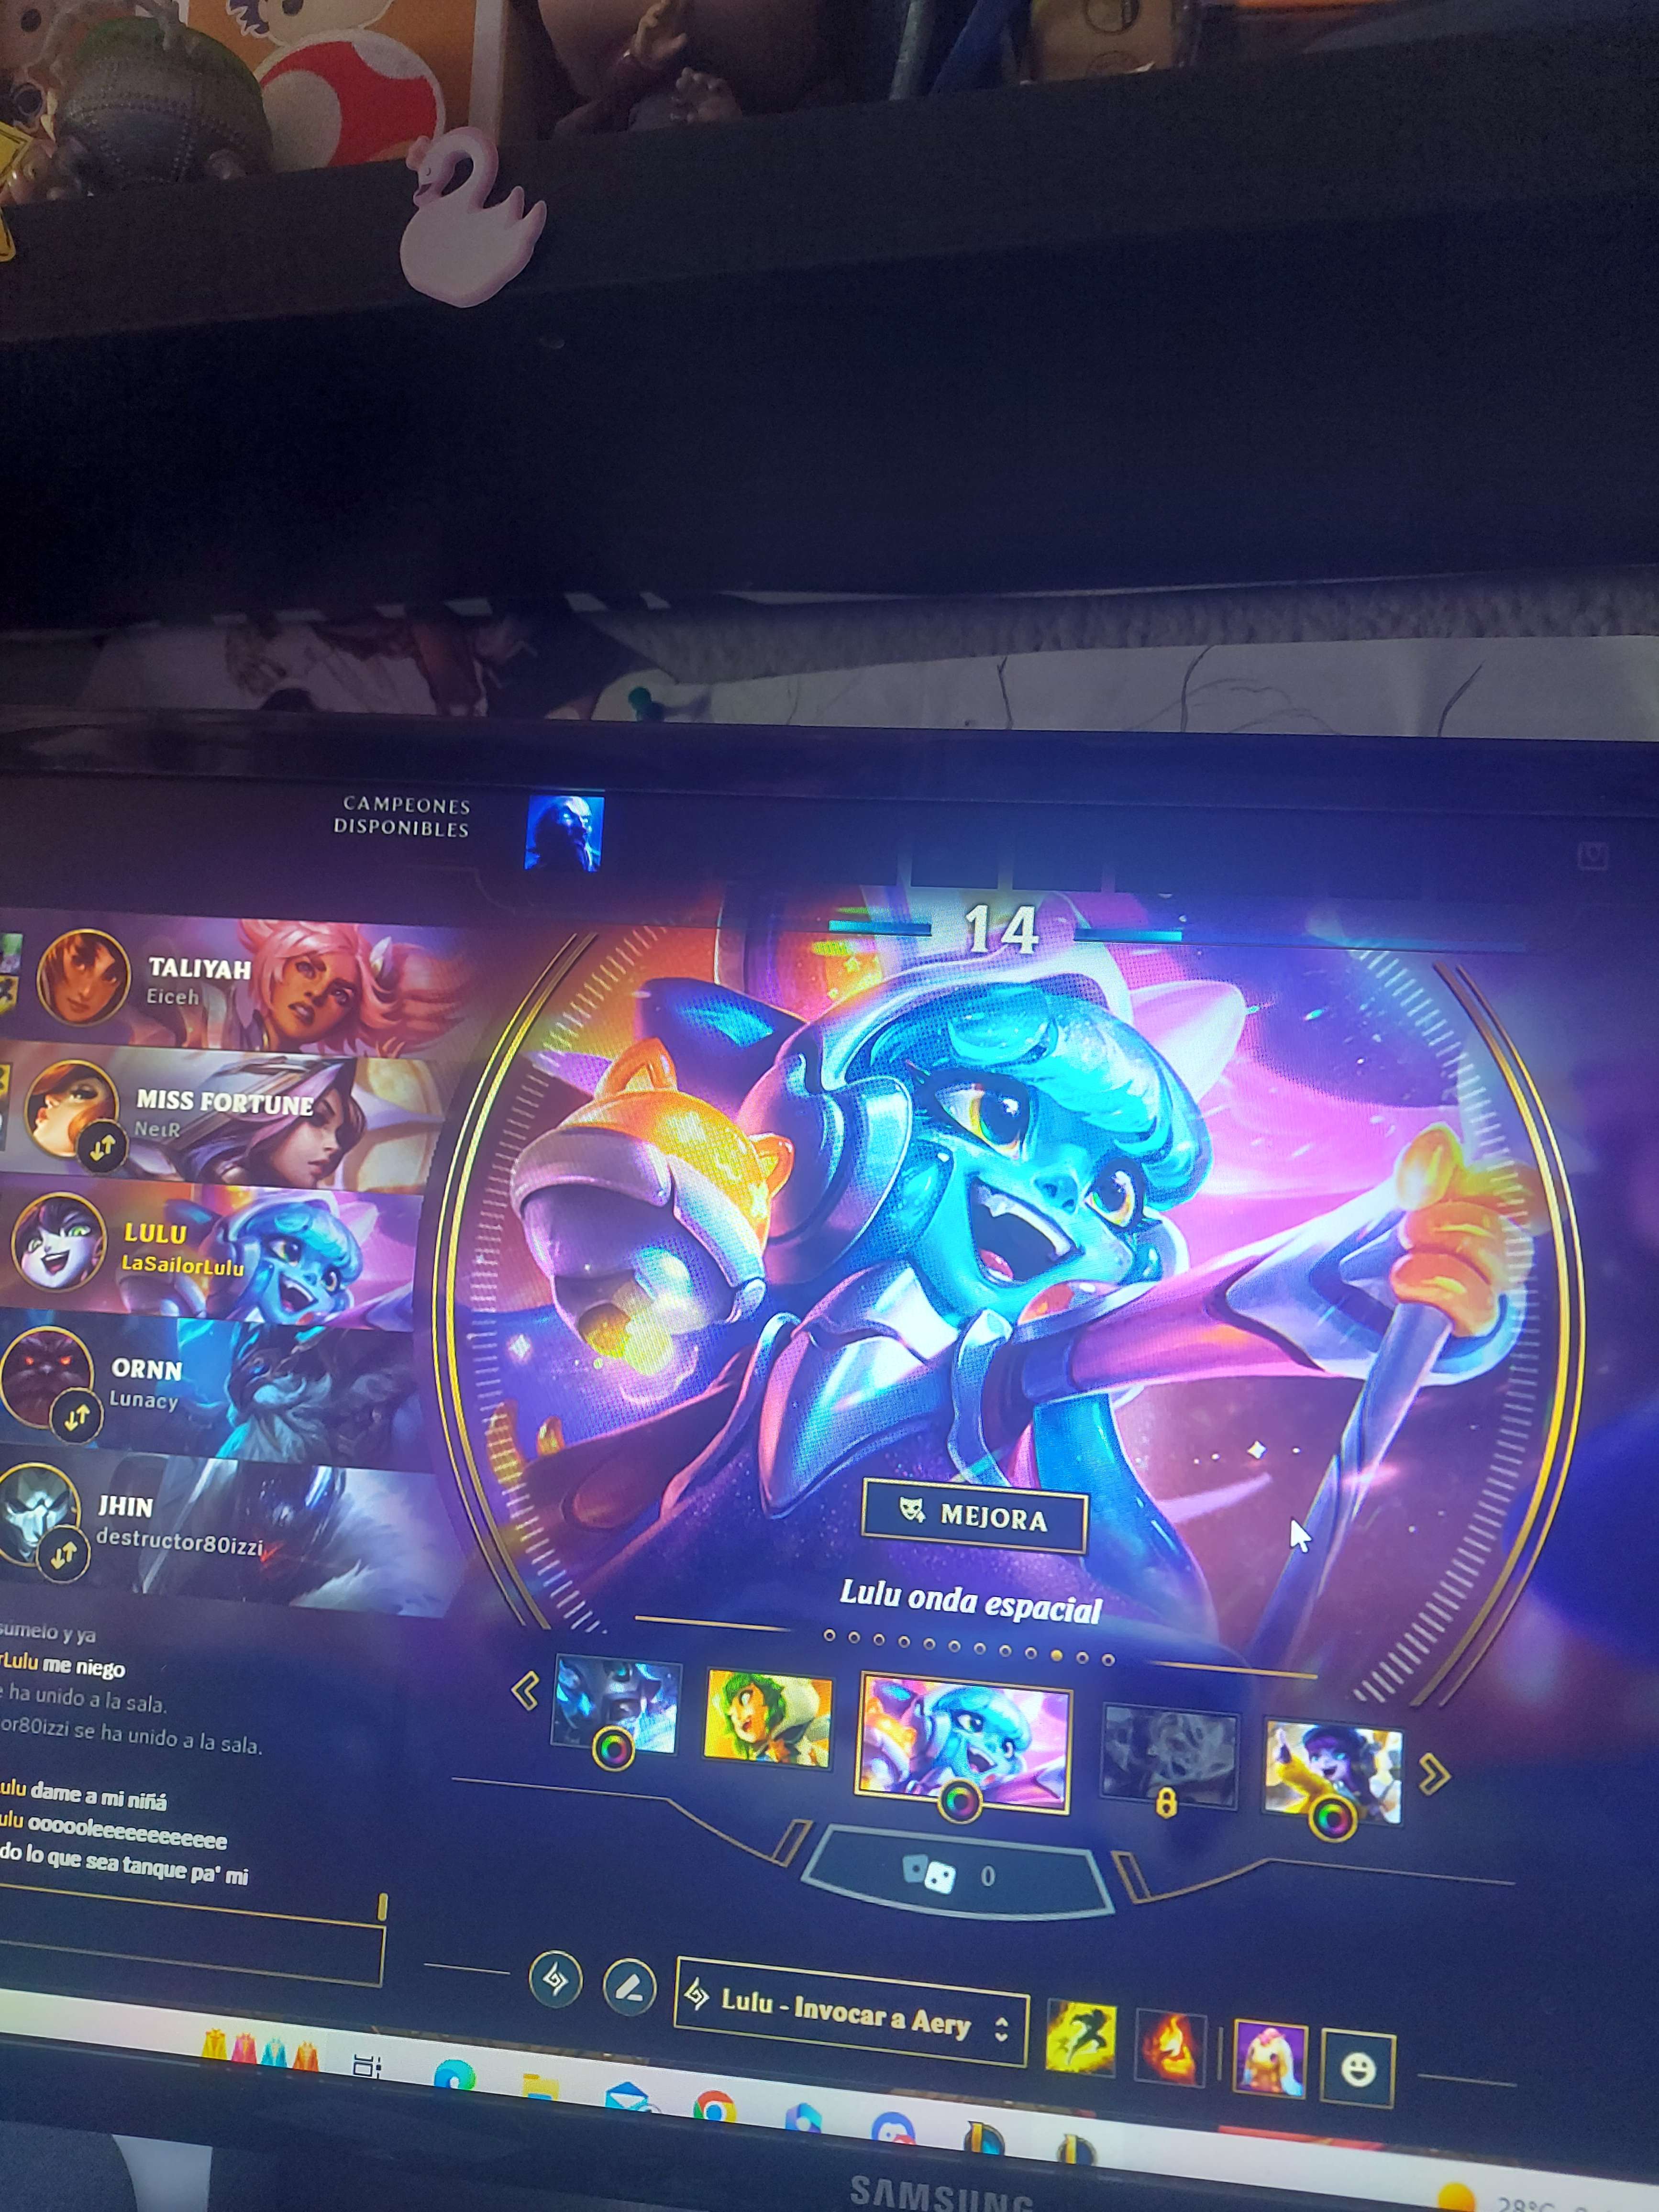 CAMPEONES
DISPONIBLES
14
TALIYAH
Eiceh
MISS FORTUNE
NeιR
LULU
LaSailorLulu
ORNN
Lunacy
JHIN
destructor80izzi
MEJORA
Lulu onda espacial
sumelo y ya
rLulu me niego
e ha unido a la sala.
or80izzi se ha unido a la sala.
ulu dame a mi niñá
ulu oooooleeeeeeeeeeee
do lo que sea tanque pa' mi
0
Lulu - Invocar a Aery
SAMSUNG
28°C